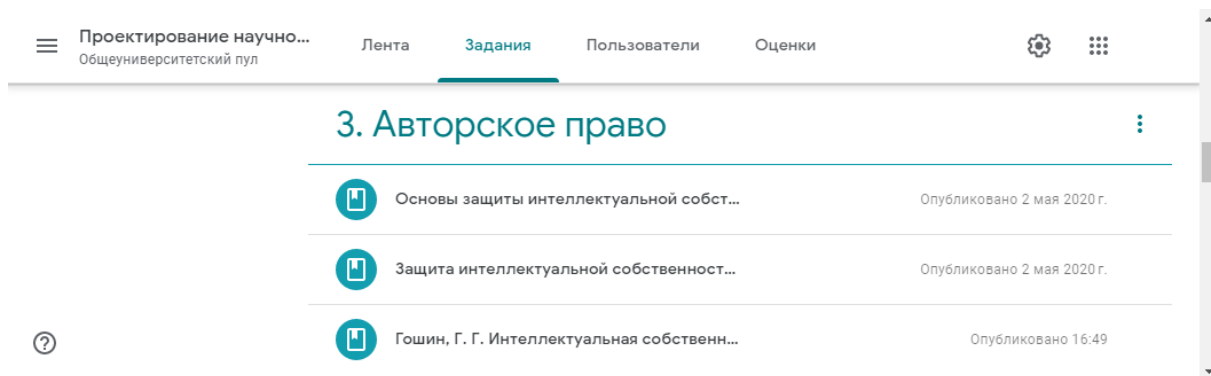 Проектирование научно...
Общеуниверситетский пул
Лента
Задания
Пользователи
Оценки
3. Авторское право
Основы защиты интеллектуальной собст...
Опубликовано 2 мая 2020 г.
Защита интеллектуальной собственност...
Опубликовано 2 мая 2020 г.
Гошин, Г. Г. Интеллектуальная собственн...
Опубликовано 16:49